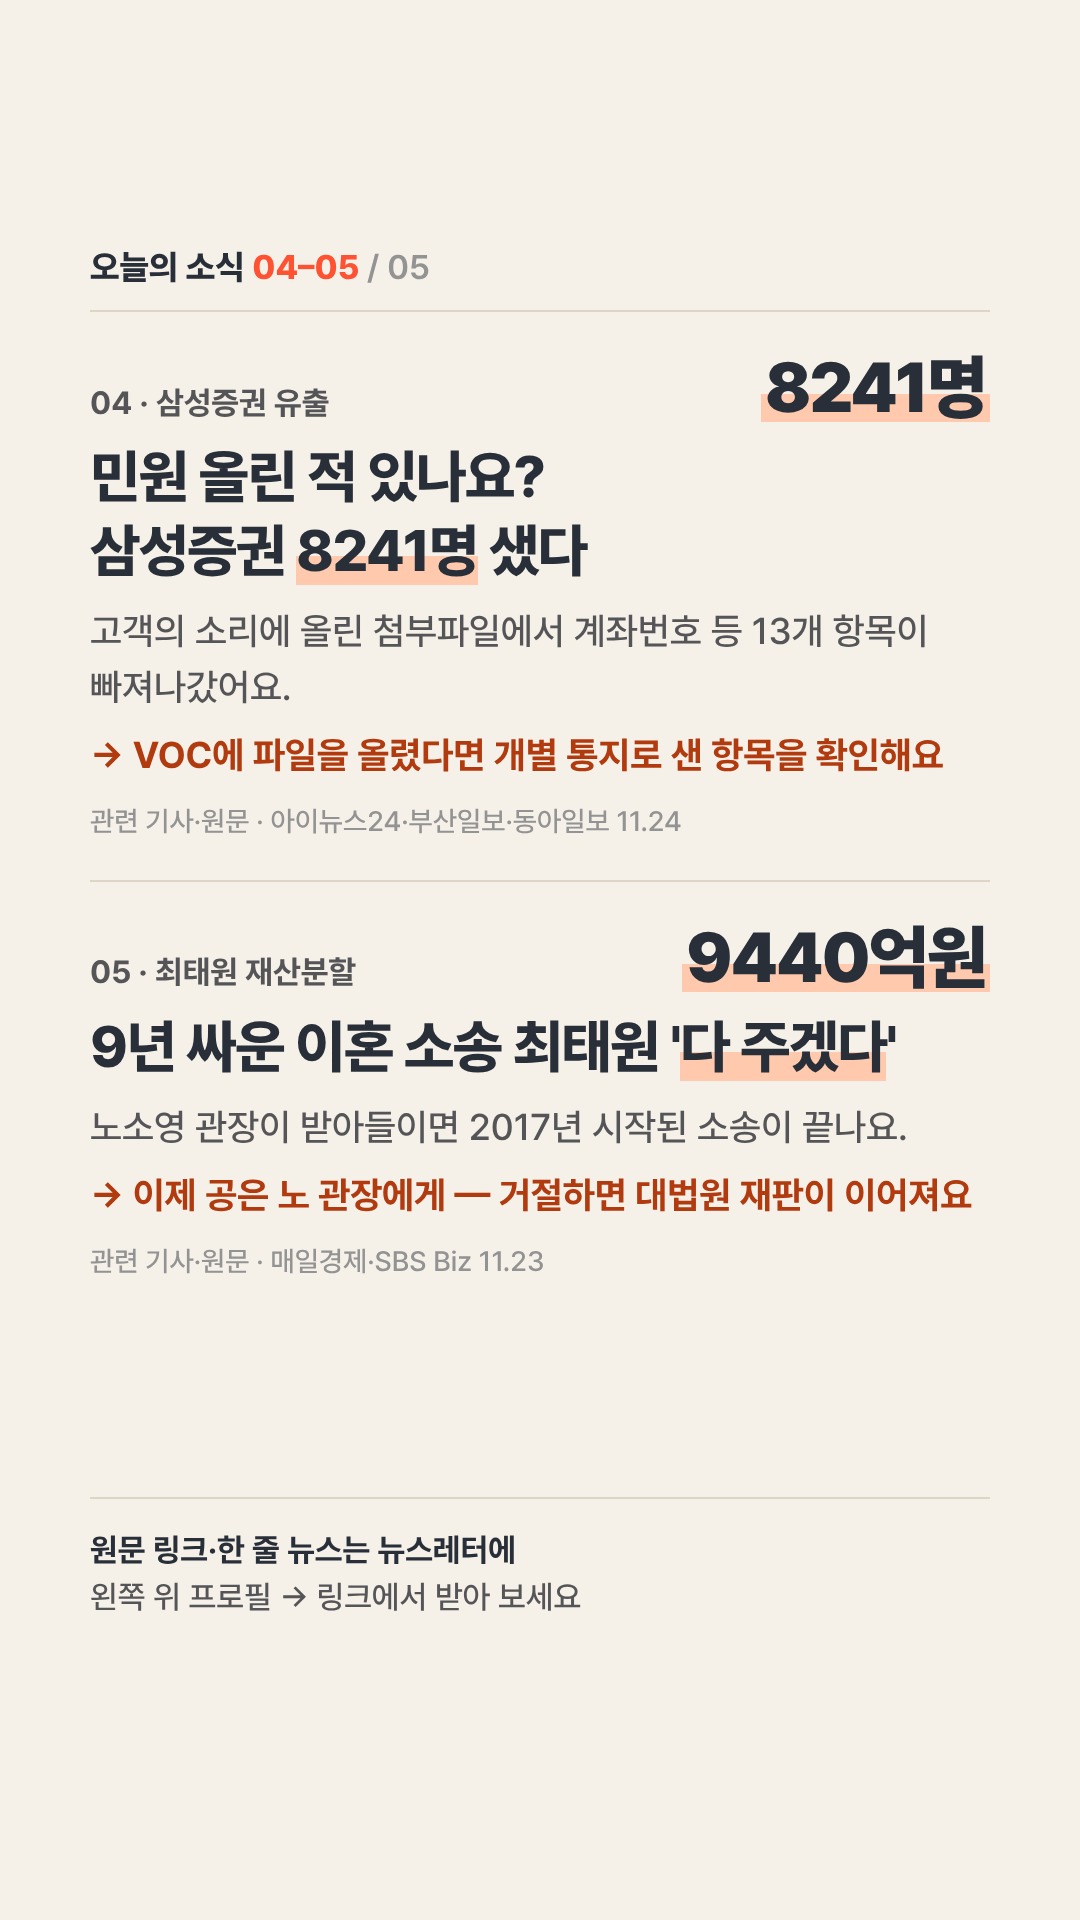 오늘의 소식 04–05 / 05
04 · 삼성증권 유출
8241명
민원 올린 적 있나요?
삼성증권 8241명 샜다
고객의 소리에 올린 첨부파일에서 계좌번호 등 13개 항목이
빠져나갔어요.
→ VOC에 파일을 올렸다면 개별 통지로 샌 항목을 확인해요
관련 기사·원문 · 아이뉴스24·부산일보·동아일보 11.24
05 · 최태원 재산분할
9440억원
9년 싸운 이혼 소송 최태원 '다 주겠다'
노소영 관장이 받아들이면 2017년 시작된 소송이 끝나요.
→ 이제 공은 노 관장에게 — 거절하면 대법원 재판이 이어져요
관련 기사·원문 · 매일경제·SBS Biz 11.23
원문 링크·한 줄 뉴스는 뉴스레터에
왼쪽 위 프로필 → 링크에서 받아 보세요